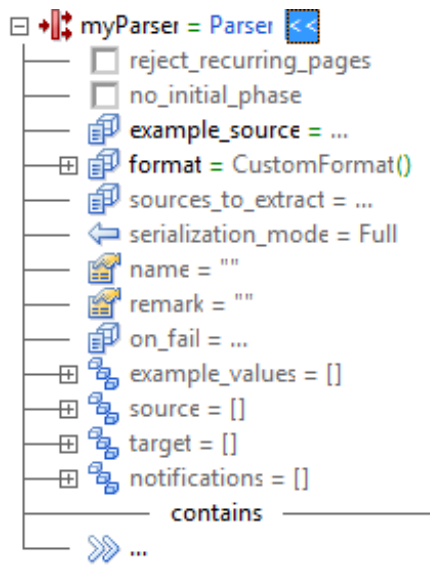 myParser = Parser <<
reject_recurring_pages
no_initial_phase
example_source = ...
format = CustomFormat()
sources_to_extract = ...
serialization_mode = Full
name = ""
remark = ""
on_fail = ...
example_values = []
source = []
target = []
notifications = []
contains
...